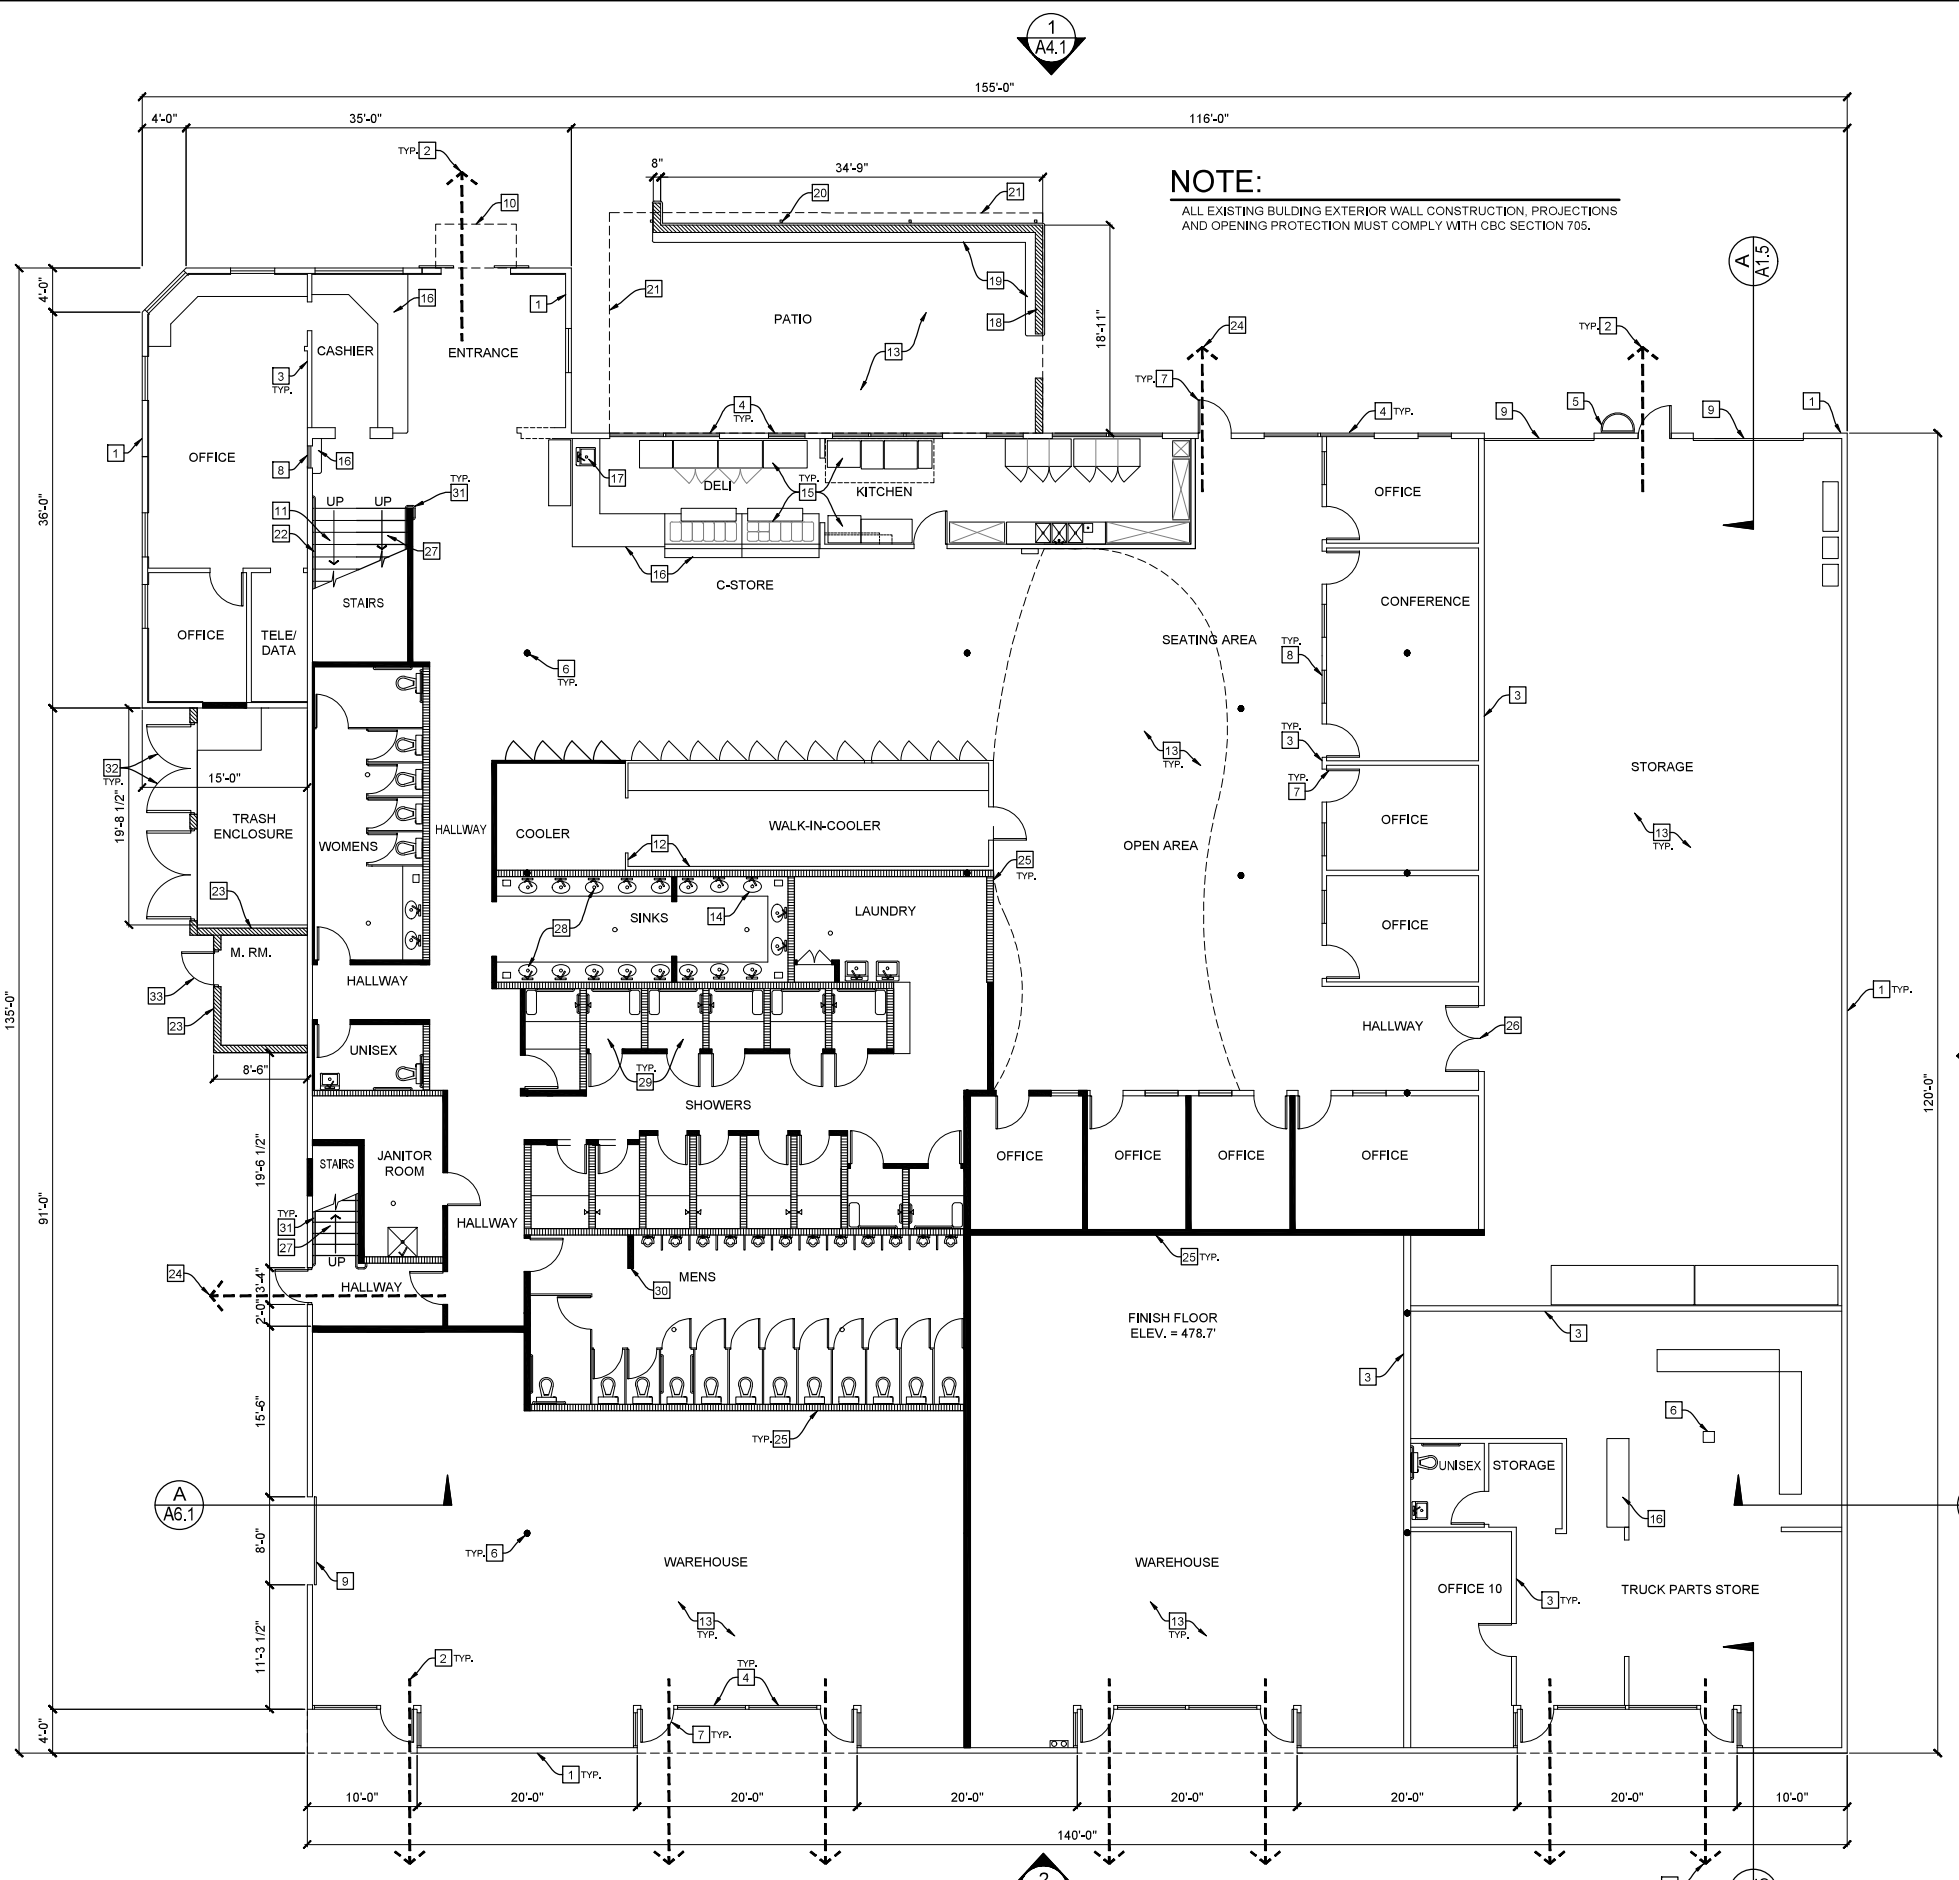 1
A4.1
155'-0"
4'-0"
35'-0"
116'-0"
TYP. 2
8"
34'-9"
NOTE:
ALL EXISTING BULDING EXTERIOR WALL CONSTRUCTION, PROJECTIONS
AND OPENING PROTECTION MUST COMPLY WITH CBC SECTION 705.
10
20
21
A
A1.5
4'-0"
16
1
21
19
18
PATIO
13
18'-11"
24
TYP. 2
CASHIER
ENTRANCE
3
TYP.
TYP. 7
4
TYP.
4 TYP.
9
5
9
1
1
OFFICE
8
16
17
DELI
TYP.
15
KITCHEN
OFFICE
TYP.
31
UP
UP
11
22
27
36'-0"
16
C-STORE
STAIRS
CONFERENCE
OFFICE
TELE/
DATA
SEATING AREA
TYP.
8
6
TYP.
3
TYP.
3
13
TYP.
32
TYP.
15'-0"
TYP.
7
STORAGE
19'-8 1/2"
TRASH
ENCLOSURE
WOMENS
HALLWAY
COOLER
WALK-IN-COOLER
12
OPEN AREA
OFFICE
13
TYP.
25
TYP.
23
28
SINKS
14
LAUNDRY
OFFICE
M. RM.
HALLWAY
33
23
135'-0"
1 TYP.
HALLWAY
26
UNISEX
8'-6"
TYP.
29
SHOWERS
120'-0"
19'-6 1/2"
STAIRS
JANITOR
ROOM
OFFICE
OFFICE
OFFICE
OFFICE
91'-0"
TYP.
31
27
UP
HALLWAY
25 TYP.
24
HALLWAY
3'-4"
2'-0"
MENS
30
FINISH FLOOR
ELEV. = 478.7'
3
3
15'-6"
TYP. 25
6
UNISEX
STORAGE
A
A6.1
16
8'-0"
TYP. 6
9
WAREHOUSE
WAREHOUSE
OFFICE 10
3 TYP.
TRUCK PARTS STORE
13
TYP.
13
TYP.
11'-3 1/2"
2 TYP.
TYP.
4
7 TYP.
4'-0"
1 TYP.
10'-0"
20'-0"
20'-0"
20'-0"
20'-0"
20'-0"
20'-0"
10'-0"
140'-0"
2